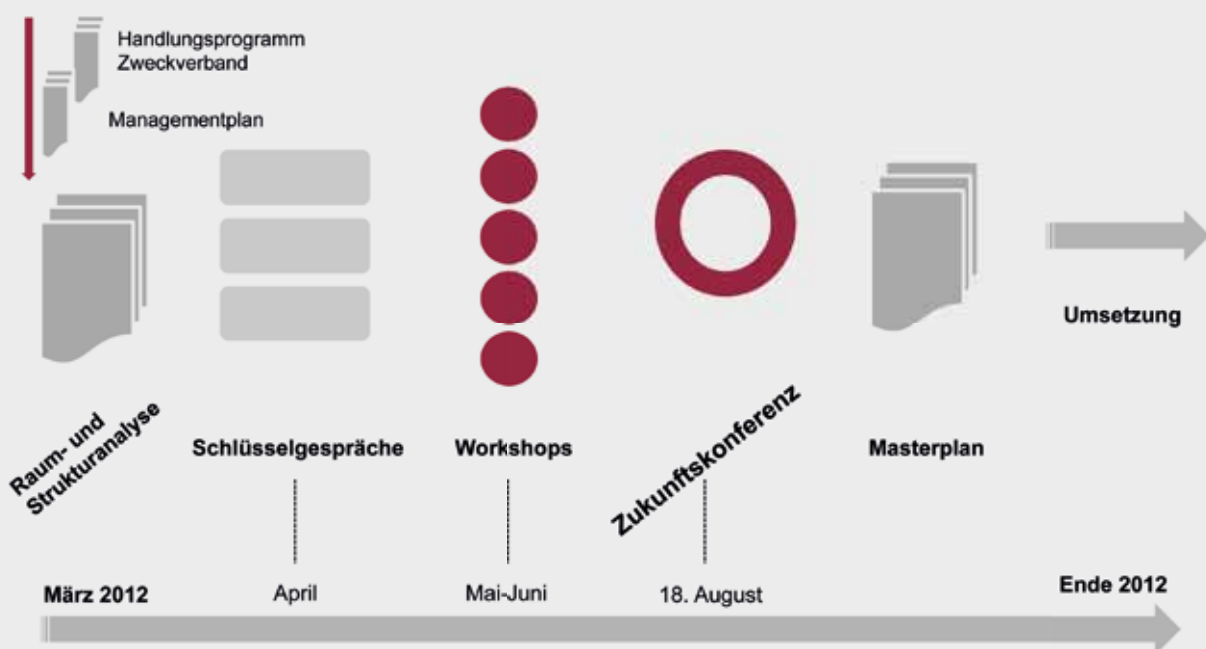 Handlungsprogramm
Zweckverband
Managementplan
Raum- und
Strukturanalyse
Schlüsselgespräche
Workshops
Zukunftskonferenz
Masterplan
Umsetzung
März 2012
April
Mai-Juni
18. August
Ende 2012